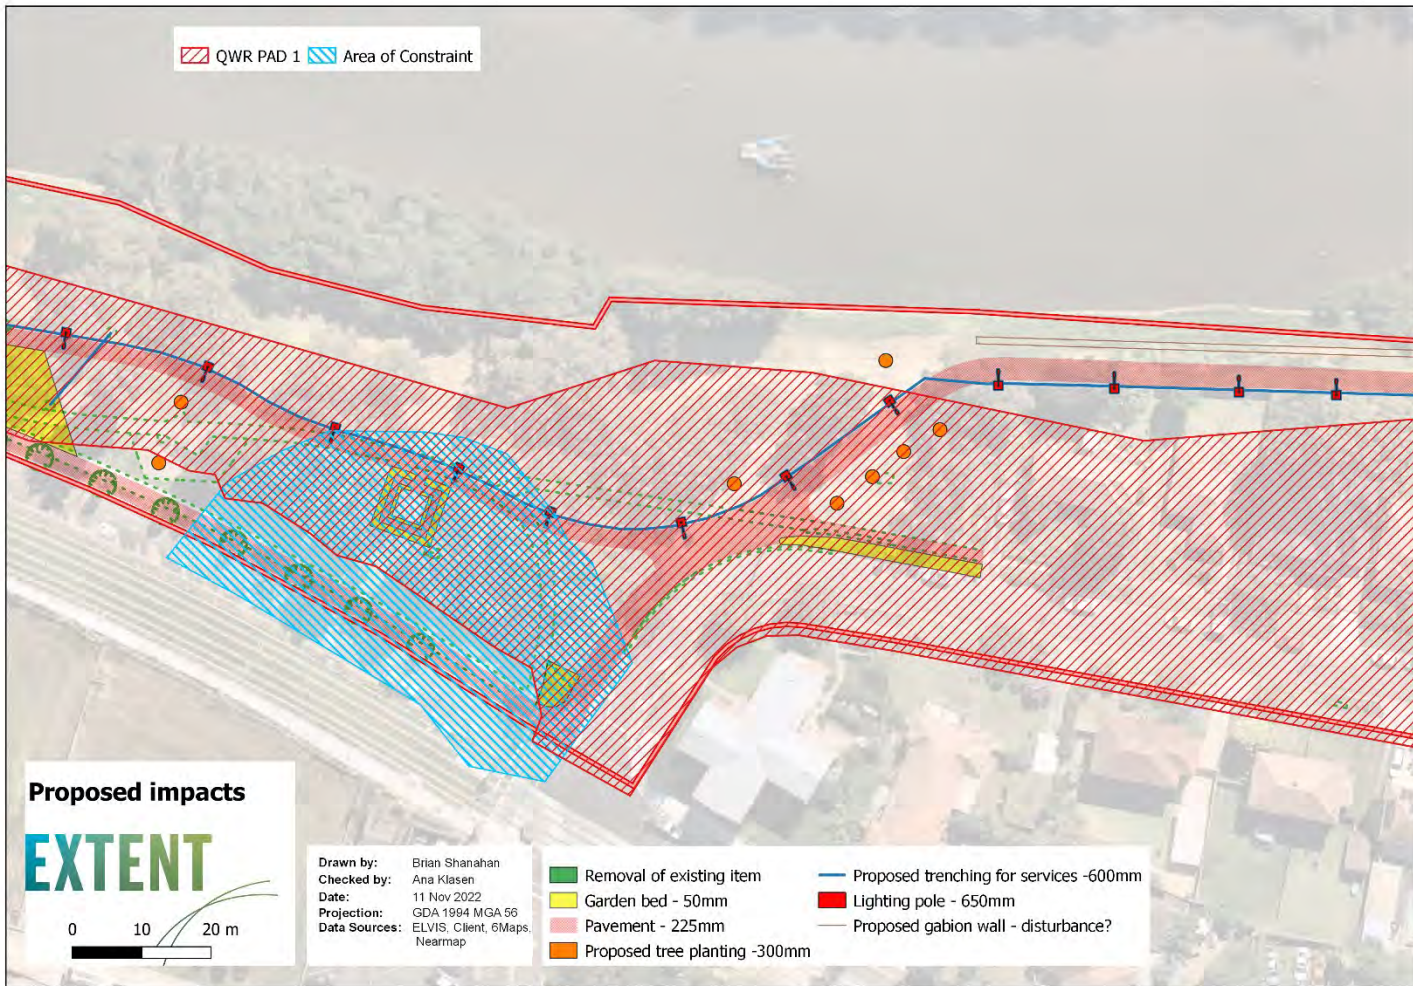 QWR PAD 1 Area of Constraint
Proposed impacts
EXTENT
0 10 20 m
Drawn by: Brian Shanahan
Checked by: Ana Klasen
Date: 11 Nov 2022
Projection: GDA 1994 MGA 56
Data Sources: ELVIS, Client, 6Maps,
Nearmap
Removal of existing item
Garden bed - 50mm
Pavement - 225mm
Proposed tree planting -300mm
Proposed trenching for services -600mm
Lighting pole - 650mm
Proposed gabion wall - disturbance?